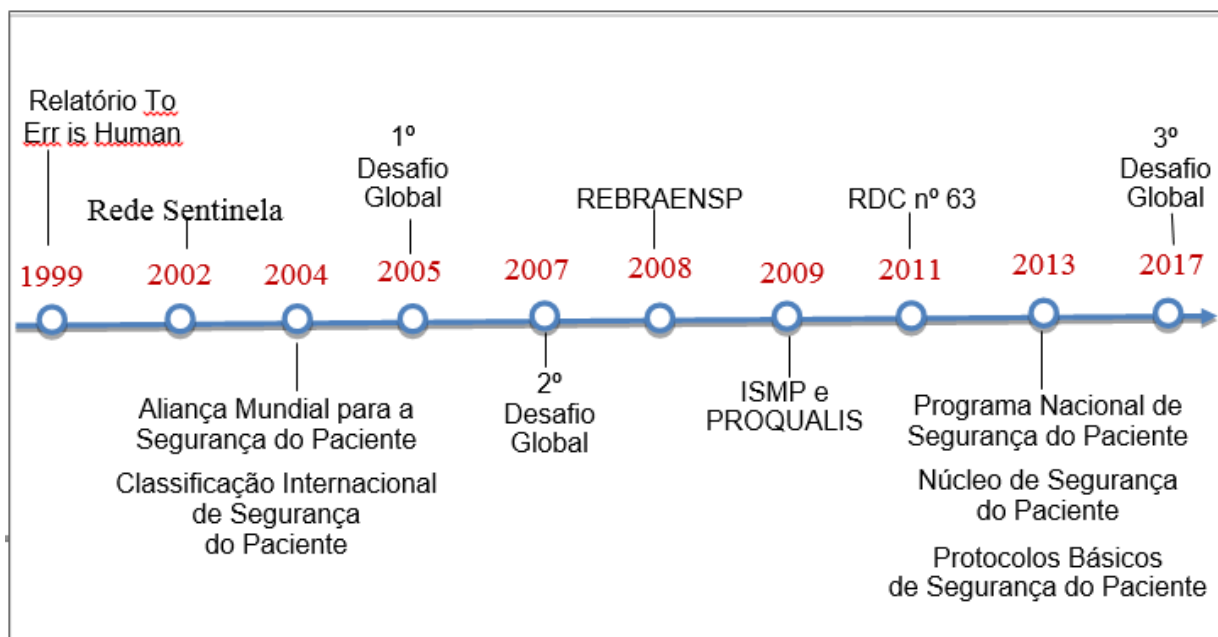 Relatório To
Err is Human
Rede Sentinela
1º
Desafio
Global
REBRAENSP
RDC nº 63
3º
Desafio
Global
1999
2002
2004
2005
2007
2008
2009
2011
2013
2017
Aliança Mundial para a
Segurança do Paciente
Classificação Internacional
de Segurança
do Paciente
2º
Desafio
Global
ISMP e
PROQUALIS
Programa Nacional de
Segurança do Paciente
Núcleo de Segurança
do Paciente
Protocolos Básicos
de Segurança do Paciente